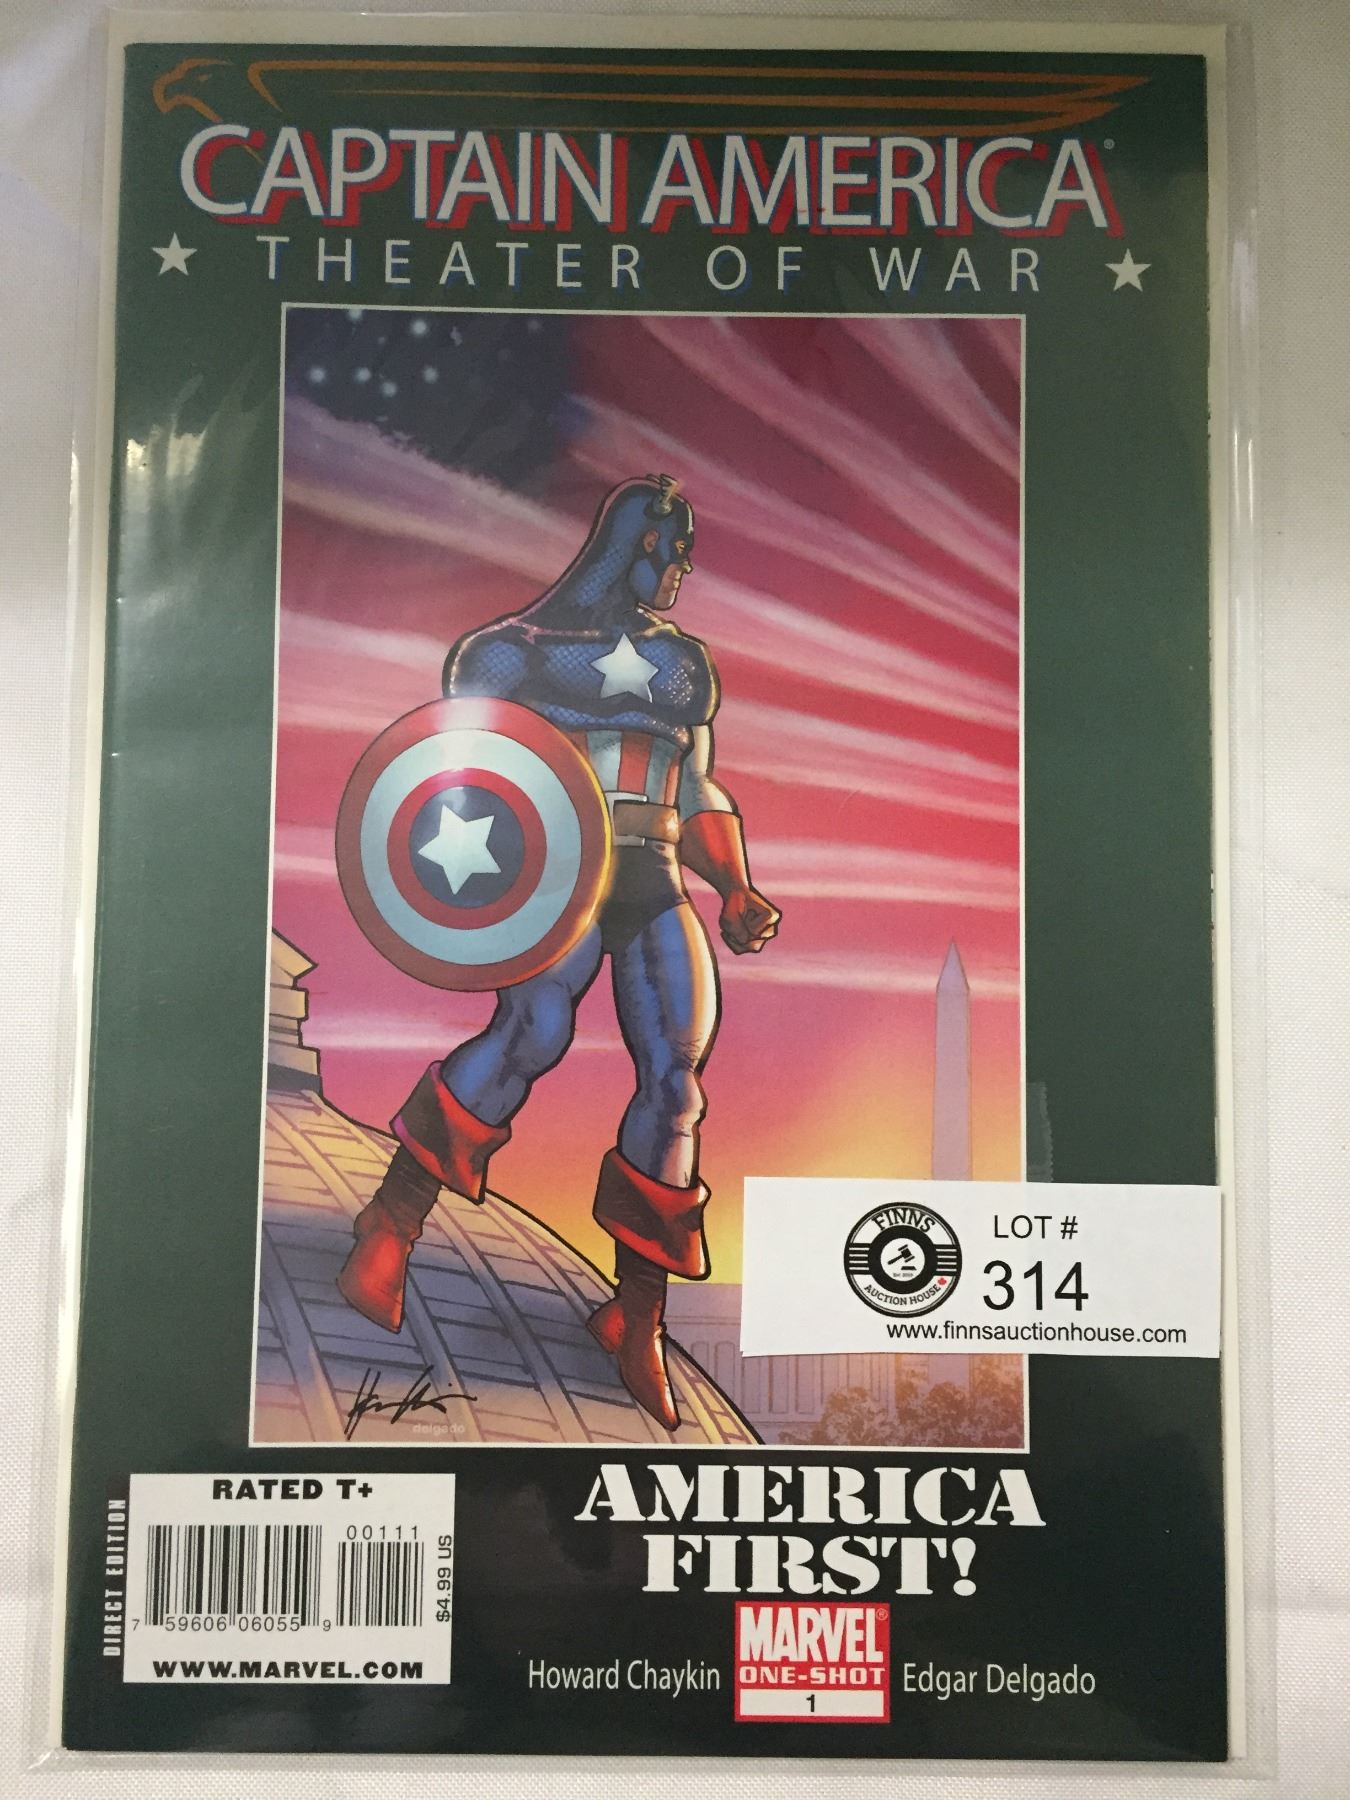 CAPTAIN AMERICA®
★ THEATER OF WAR ★
FINNS
EST 2019
AUCTION HOUSE
LOT #
314
www.finnsauctionhouse.com
delgado
AMERICA
FIRST!
DIRECT EDITION
RATED T+
00111
7 59606 06055 9
$4.99 US
WWW.MARVEL.COM
Howard Chaykin
MARVEL®
ONE-SHOT
1
Edgar Delgado